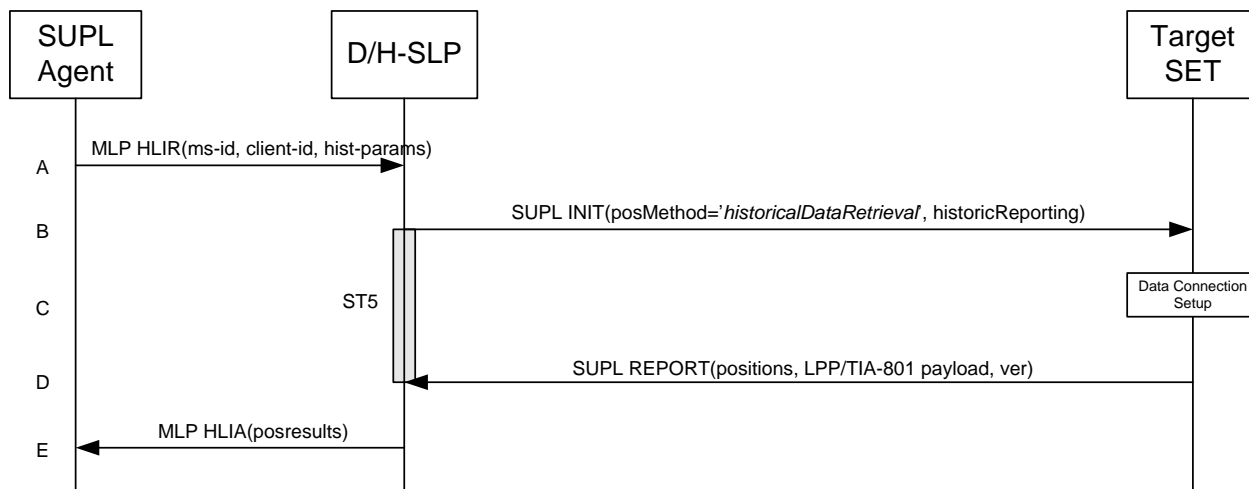 SUPL
Agent
D/H-SLP
Target
SET
A
MLP HLIR(ms-id, client-id, hist-params)
B
SUPL INIT(posMethod='historicalDataRetrieval', historicReporting)
C
ST5
Data Connection
Setup
D
SUPL REPORT(positions, LPP/TIA-801 payload, ver)
E
MLP HLIA(posresults)